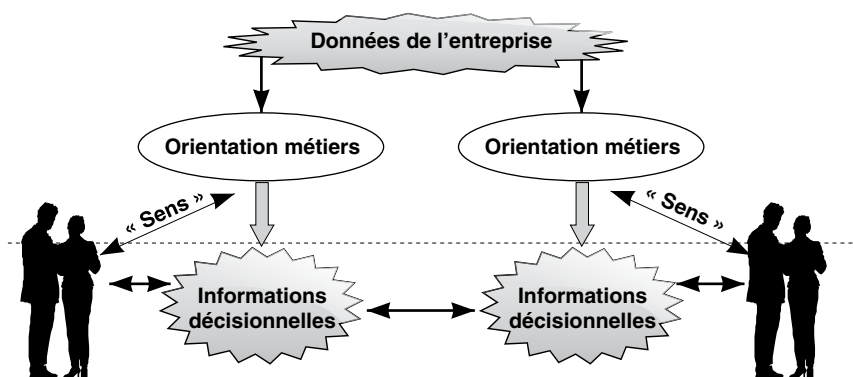 Données de l'entreprise
Orientation métiers
Orientation métiers
« Sens »
« Sens »
Informations
décisionnelles
Informations
décisionnelles